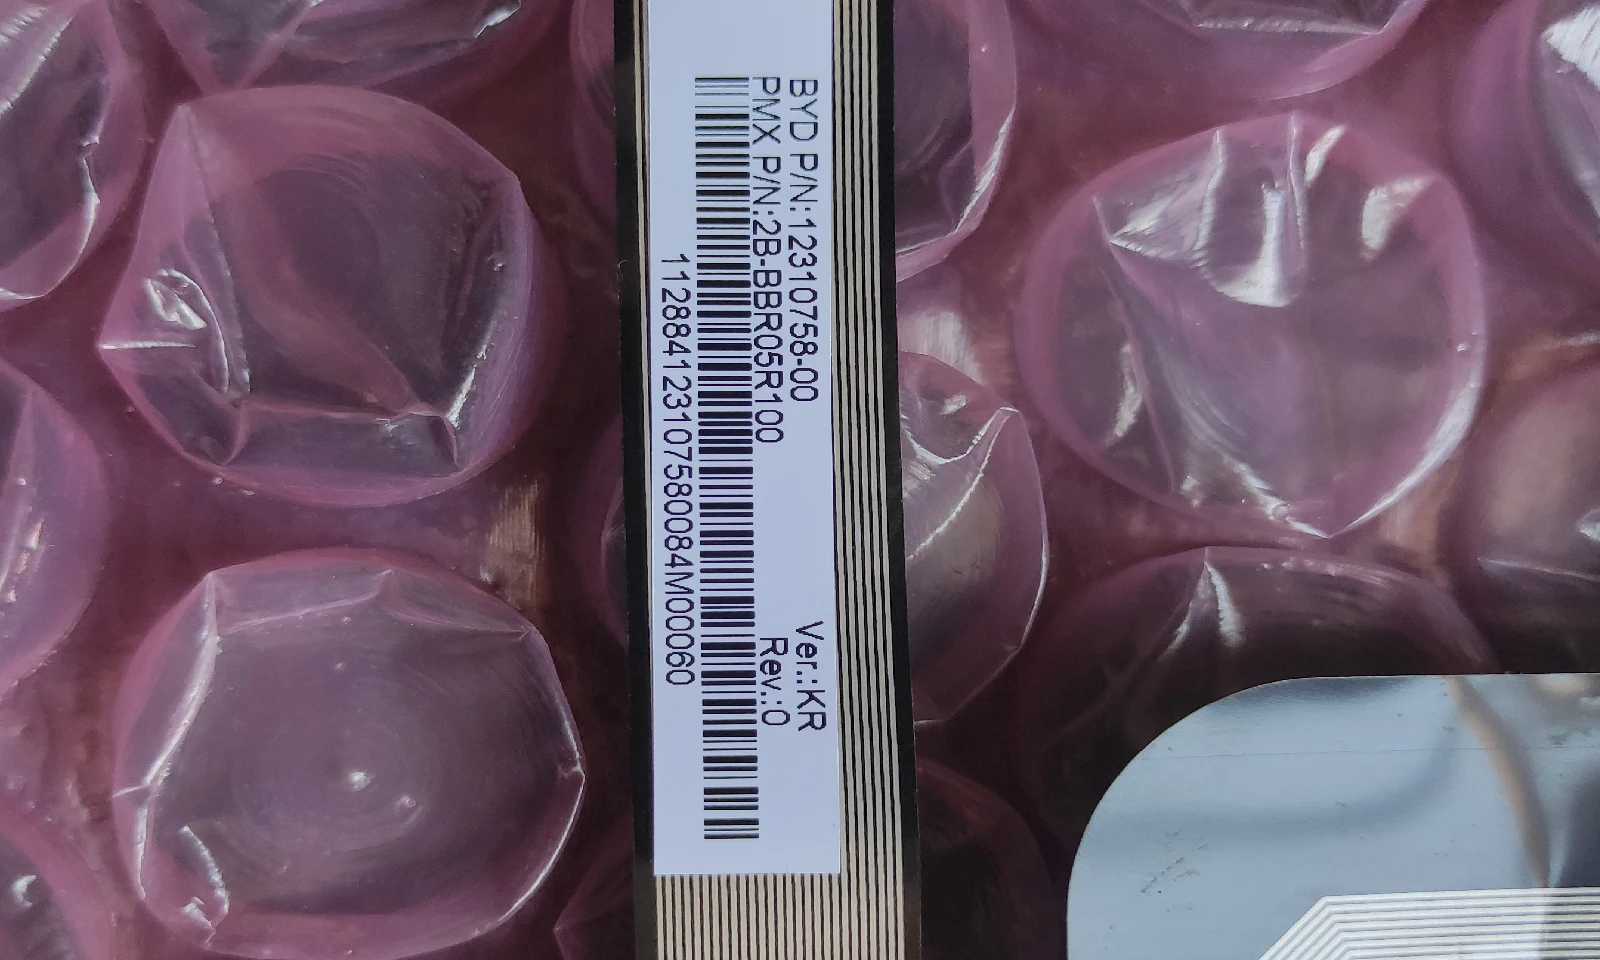 BYD P/N:12310758-00 Ver.:KR
PMX P/N:2B-BBR05R100 Rev.:0
112884123107580084M00060